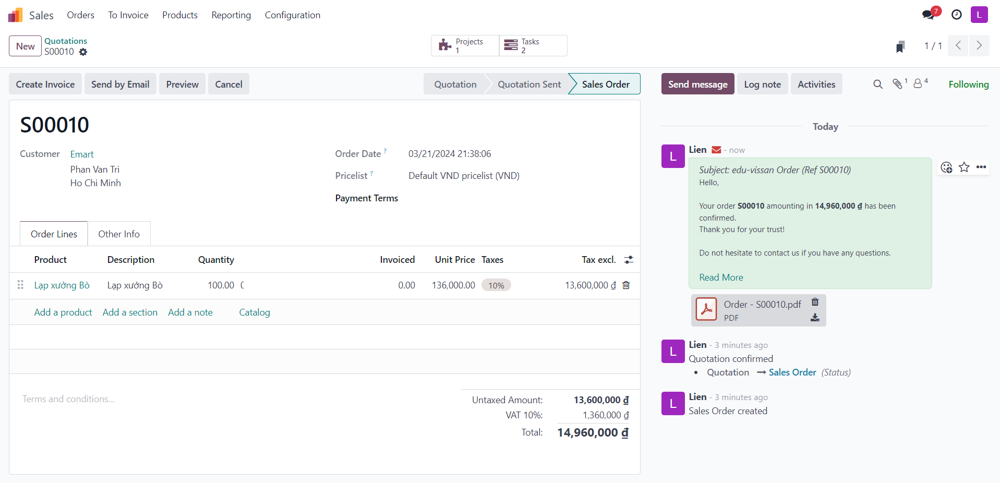 Sales Orders To Invoice Products Reporting Configuration 7 L
New Quotations
S00010
Projects
1
Tasks
2
1 / 1
Create Invoice Send by Email Preview Cancel
Quotation Quotation Sent Sales Order
S00010
Customer Emart
Phan Van Tri
Ho Chi Minh
Order Date ? 03/21/2024 21:38:06
Pricelist ? Default VND pricelist (VND)
Payment Terms
Order Lines Other Info
Product Description Quantity Invoiced Unit Price Taxes Tax excl.
Lạp xưởng Bò Lạp xưởng Bò 100.00 0.00 136,000.00 10% 13,600,000 ₫
Add a product Add a section Add a note Catalog
Terms and conditions...
Untaxed Amount: 13,600,000 ₫
VAT 10%: 1,360,000 ₫
Total: 14,960,000 ₫
Send message Log note Activities 1 4 Following
Today
L Lien - now
Subject: edu-vissan Order (Ref S00010)
Hello,
Your order S00010 amounting in 14,960,000 ₫ has been
confirmed.
Thank you for your trust!
Do not hesitate to contact us if you have any questions.
Read More
Order - S00010.pdf
PDF
L Lien - 3 minutes ago
Quotation confirmed
• Quotation → Sales Order (Status)
L Lien - 3 minutes ago
Sales Order created